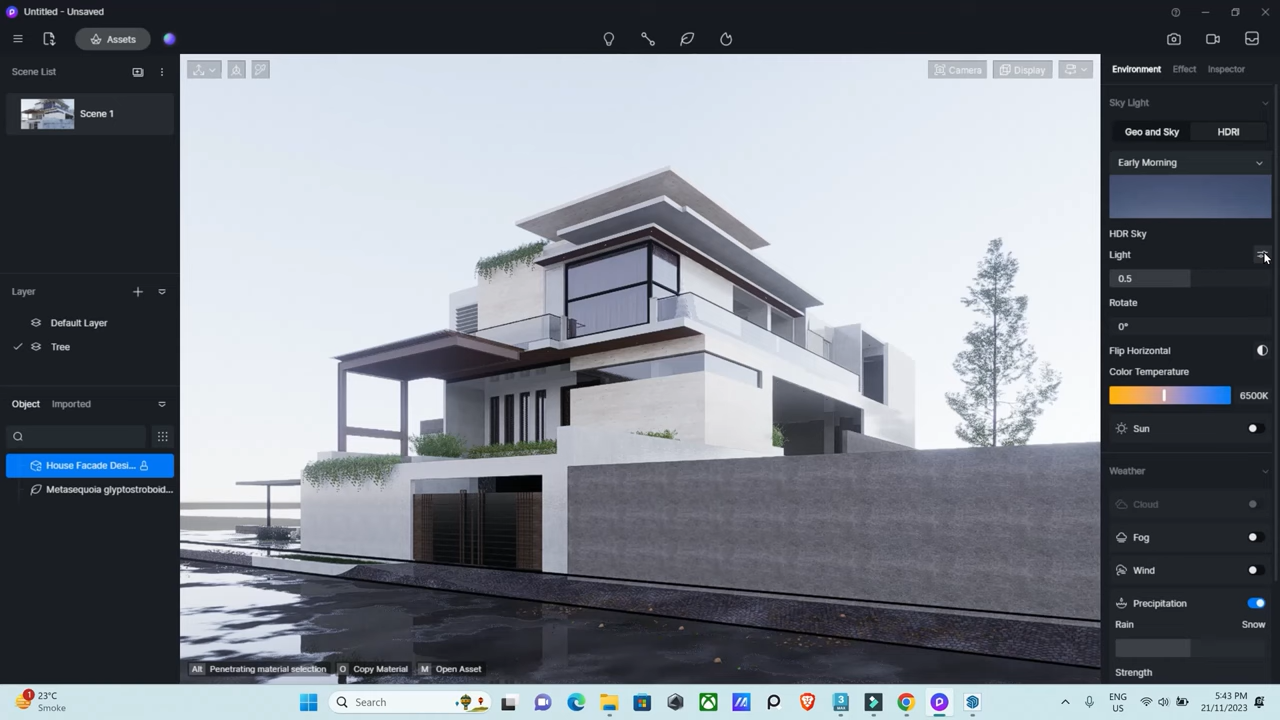 Untitled - Unsaved
Assets
Scene List
Scene 1
Layer
Default Layer
Tree
Object
Imported
House Facade Desi...
Metasequoia glyptostroboid...
Camera
Display
Alt Penetrating material selection
O Copy Material
M Open Asset
Environment
Effect
Inspector
Sky Light
Geo and Sky
HDRI
Early Morning
HDR Sky
Light
0.5
Rotate
0°
Flip Horizontal
Color Temperature
6500K
Sun
Weather
Cloud
Fog
Wind
Precipitation
Rain
Snow
Strength
1
23°C
Smoke
Search
ENG
US
5:43 PM
21/11/2023